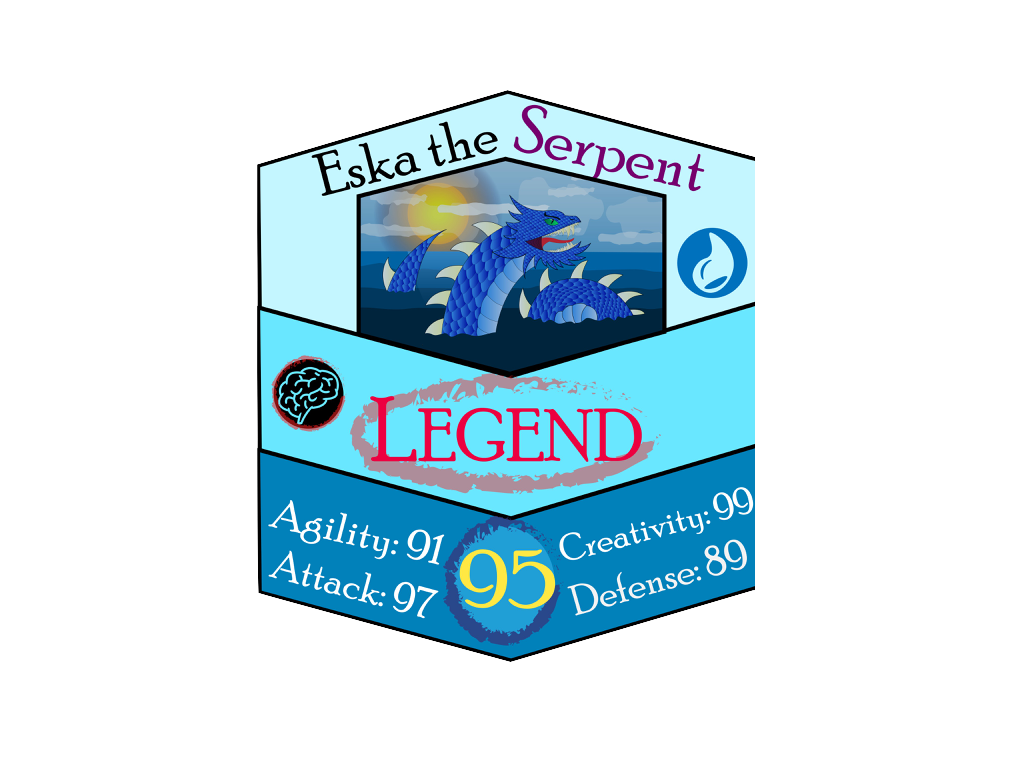 Eska the Serpent
LEGEND
Agility: 91
Attack: 97
95
Creativity: 99
Defense: 89